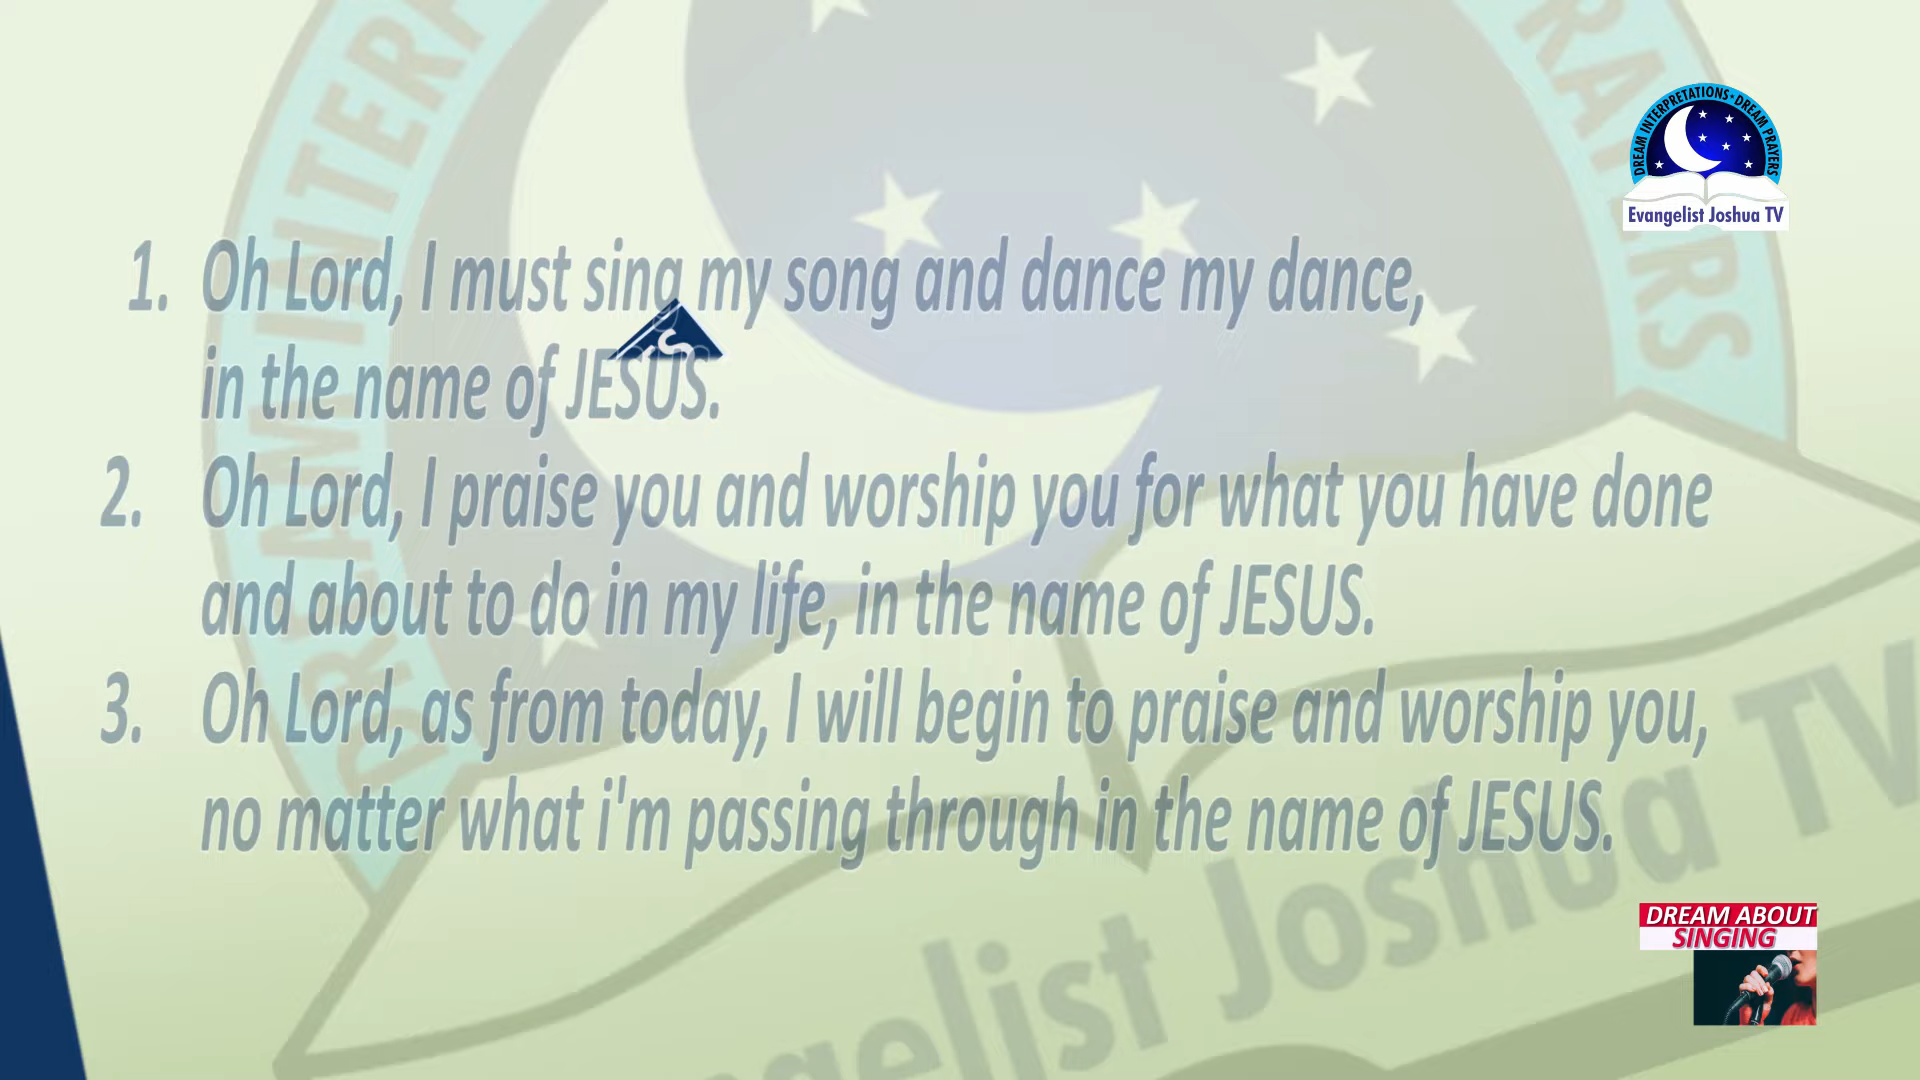 DREAM INTERPRETATIONS • DREAM PRAYERS
Evangelist Joshua TV
1. Oh Lord, I must sing my song and dance my dance,
in the name of JESUS.
2. Oh Lord, I praise you and worship you for what you have done
and about to do in my life, in the name of JESUS.
3. Oh Lord, as from today, I will begin to praise and worship you,
no matter what i'm passing through in the name of JESUS.
DREAM ABOUT
SINGING